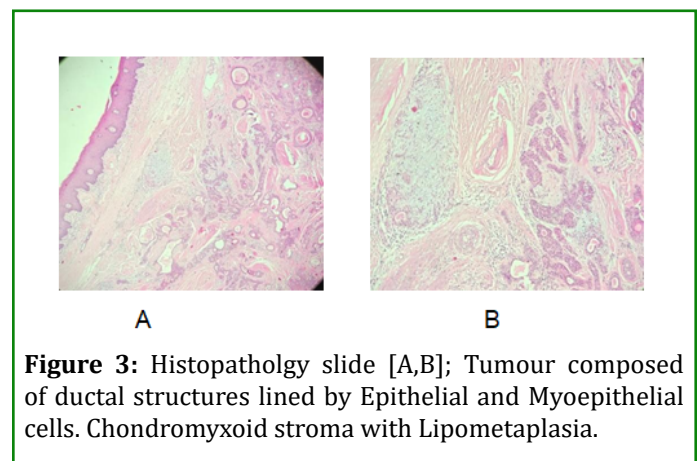 A
B
Figure 3: Histopatholgy slide [A,B]; Tumour composed
of ductal structures lined by Epithelial and Myoepithelial
cells. Chondromyxoid stroma with Lipometaplasia.